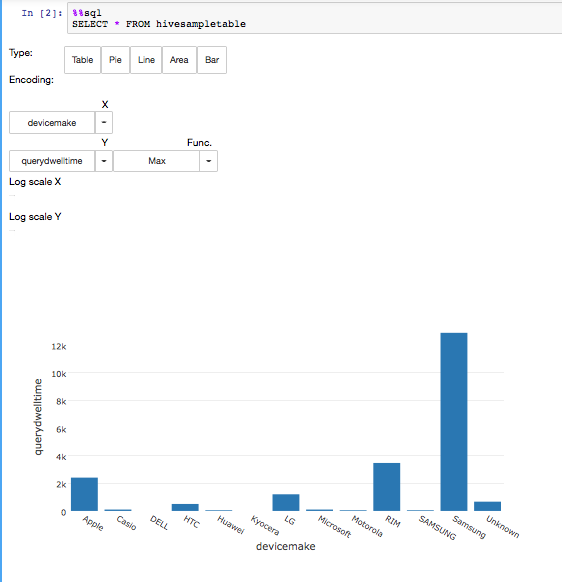 In [2]: %%sql
SELECT * FROM hivesampletable
Type: Table Pie Line Area Bar
Encoding:
X
devicemake -
Y Func.
querydwelltime - Max -
Log scale X
Log scale Y
12k
10k
8k
6k
4k
2k
0
querydwelltime
Apple Casio DELL HTC Huawei Kyocera LG Microsoft Motorola RIM SAMSUNG Samsung Unknown
devicemake